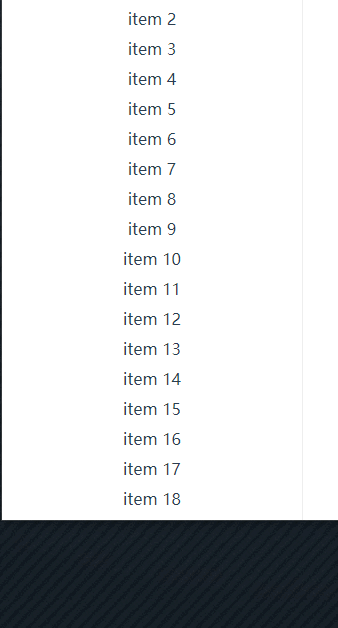 item 2
item 3
item 4
item 5
item 6
item 7
item 8
item 9
item 10
item 11
item 12
item 13
item 14
item 15
item 16
item 17
item 18